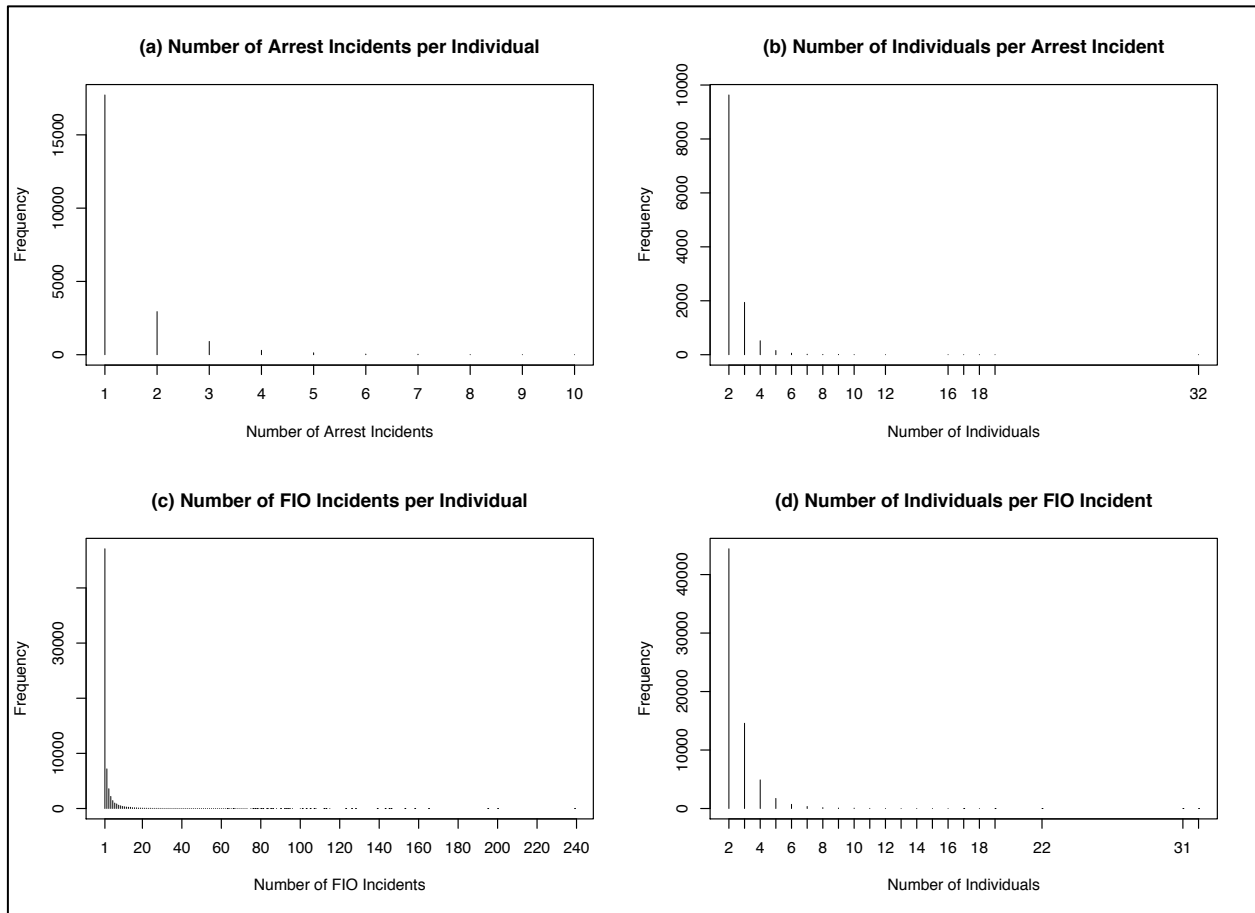 (a) Number of Arrest Incidents per Individual
Frequency
0 5000 10000 15000
1 2 3 4 5 6 7 8 9 10
Number of Arrest Incidents
(b) Number of Individuals per Arrest Incident
Frequency
0 2000 4000 6000 8000 10000
2 4 6 8 10 12 16 18 32
Number of Individuals
(c) Number of FIO Incidents per Individual
Frequency
0 10000 30000
1 20 40 60 80 100 120 140 160 180 200 220 240
Number of FIO Incidents
(d) Number of Individuals per FIO Incident
Frequency
0 10000 20000 30000 40000
2 4 6 8 10 12 14 16 18 22 31
Number of Individuals